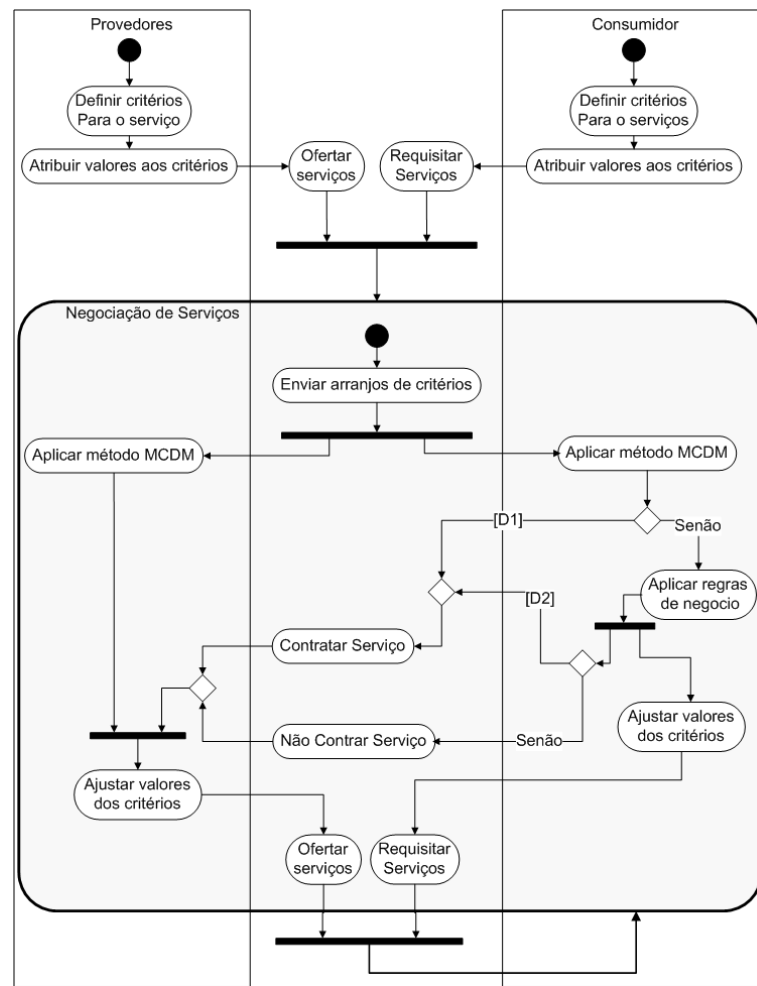 Provedores
Consumidor
Definir critérios
Para o serviço
Definir critérios
Para o serviços
Atribuir valores aos critérios
Ofertar
serviços
Requisitar
Serviços
Atribuir valores aos critérios
Negociação de Serviços
Enviar arranjos de critérios
Aplicar método MCDM
Aplicar método MCDM
[D1]
Senão
Aplicar regras
de negocio
[D2]
Contratar Serviço
Ajustar valores
dos critérios
Não Contrar Serviço
Senão
Ajustar valores
dos critérios
Ofertar
serviços
Requisitar
Serviços